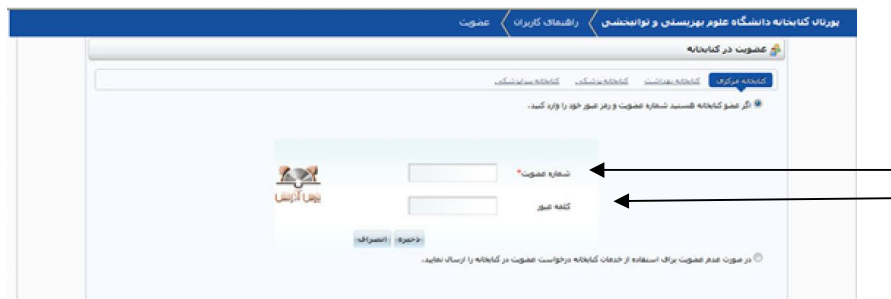 پورتال کتابخانه دانشگاه علوم بهزیستی و توانبخشی 〉 راهنمای کاربران 〉 عضویت
عضویت در کتابخانه
کتابخانه مرکزی کتابخانه بهداشت کتابخانه پزشکی کتابخانه پیراپزشکی
اگر عضو کتابخانه هستید شماره عضویت و رمز عبور خود را وارد کنید.
شماره عضویت*
کلمه عبور
پارس آذرخش
ذخیره انصراف
در صورت عدم عضویت برای استفاده از خدمات کتابخانه درخواست عضویت در کتابخانه را ارسال نمایید.